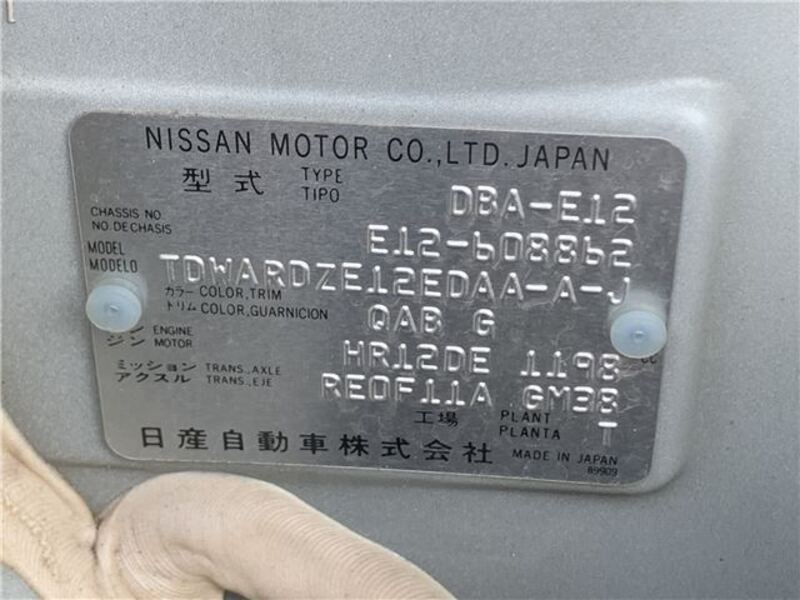 NISSAN MOTOR CO.,LTD. JAPAN
型式 TYPE TIPO DBA-E12
CHASSIS NO.
NO. DE CHASIS E12-608862
MODEL
MODELO TDWARDZE12EDAA-A-J
カラー COLOR,TRIM
トリム COLOR, GUARNICION QAB G
ン ENGINE
ジン MOTOR HR12DE 1198 CC
ミッション TRANS.,AXLE
アクスル TRANS.,EJE RE0F11A GM38
工場 PLANT
PLANTA T
日産自動車株式会社 MADE IN JAPAN
89909